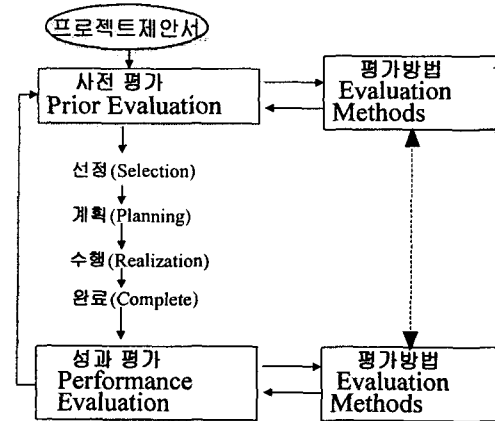 프로젝트제안서
사전 평가
Prior Evaluation
평가방법
Evaluation
Methods
선정(Selection)
계획(Planning)
수행(Realization)
완료(Complete)
성과 평가
Performance
Evaluation
평가방법
Evaluation
Methods